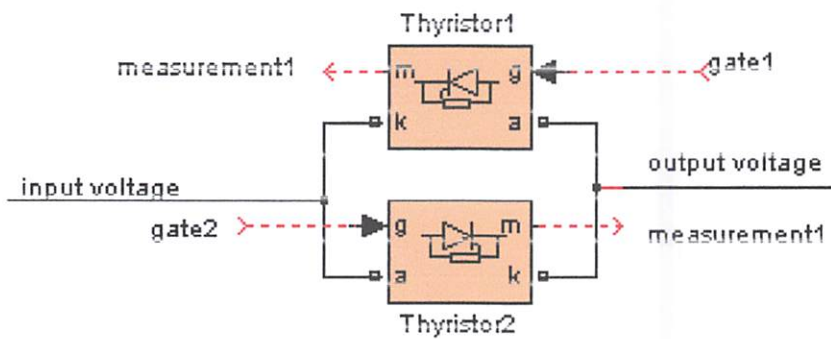 Thyristor1
measurement1
m
g
gate1
k
a
input voltage
output voltage
gate2
g
m
measurement1
a
k
Thyristor2